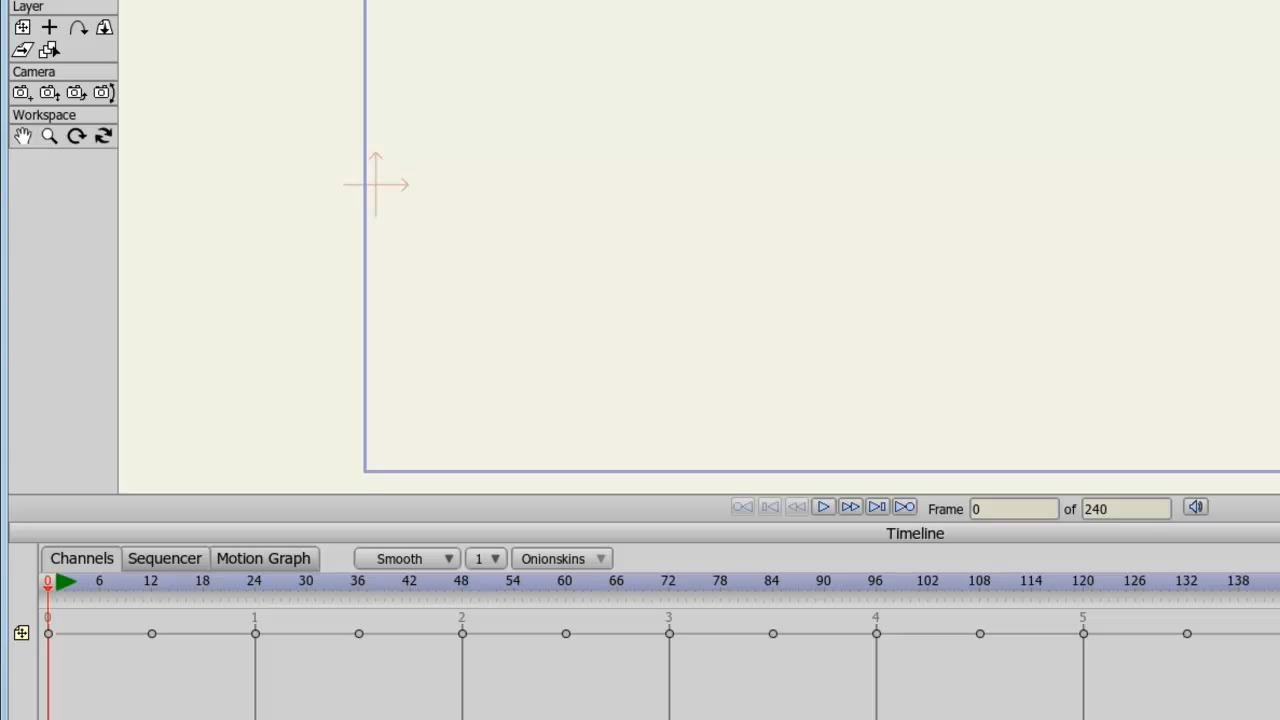 Layer
Camera
Workspace
Frame 0 of 240
Timeline
Channels Sequencer Motion Graph Smooth 1 Onionskins
0 6 12 18 24 30 36 42 48 54 60 66 72 78 84 90 96 102 108 114 120 126 132 138
0 1 2 3 4 5